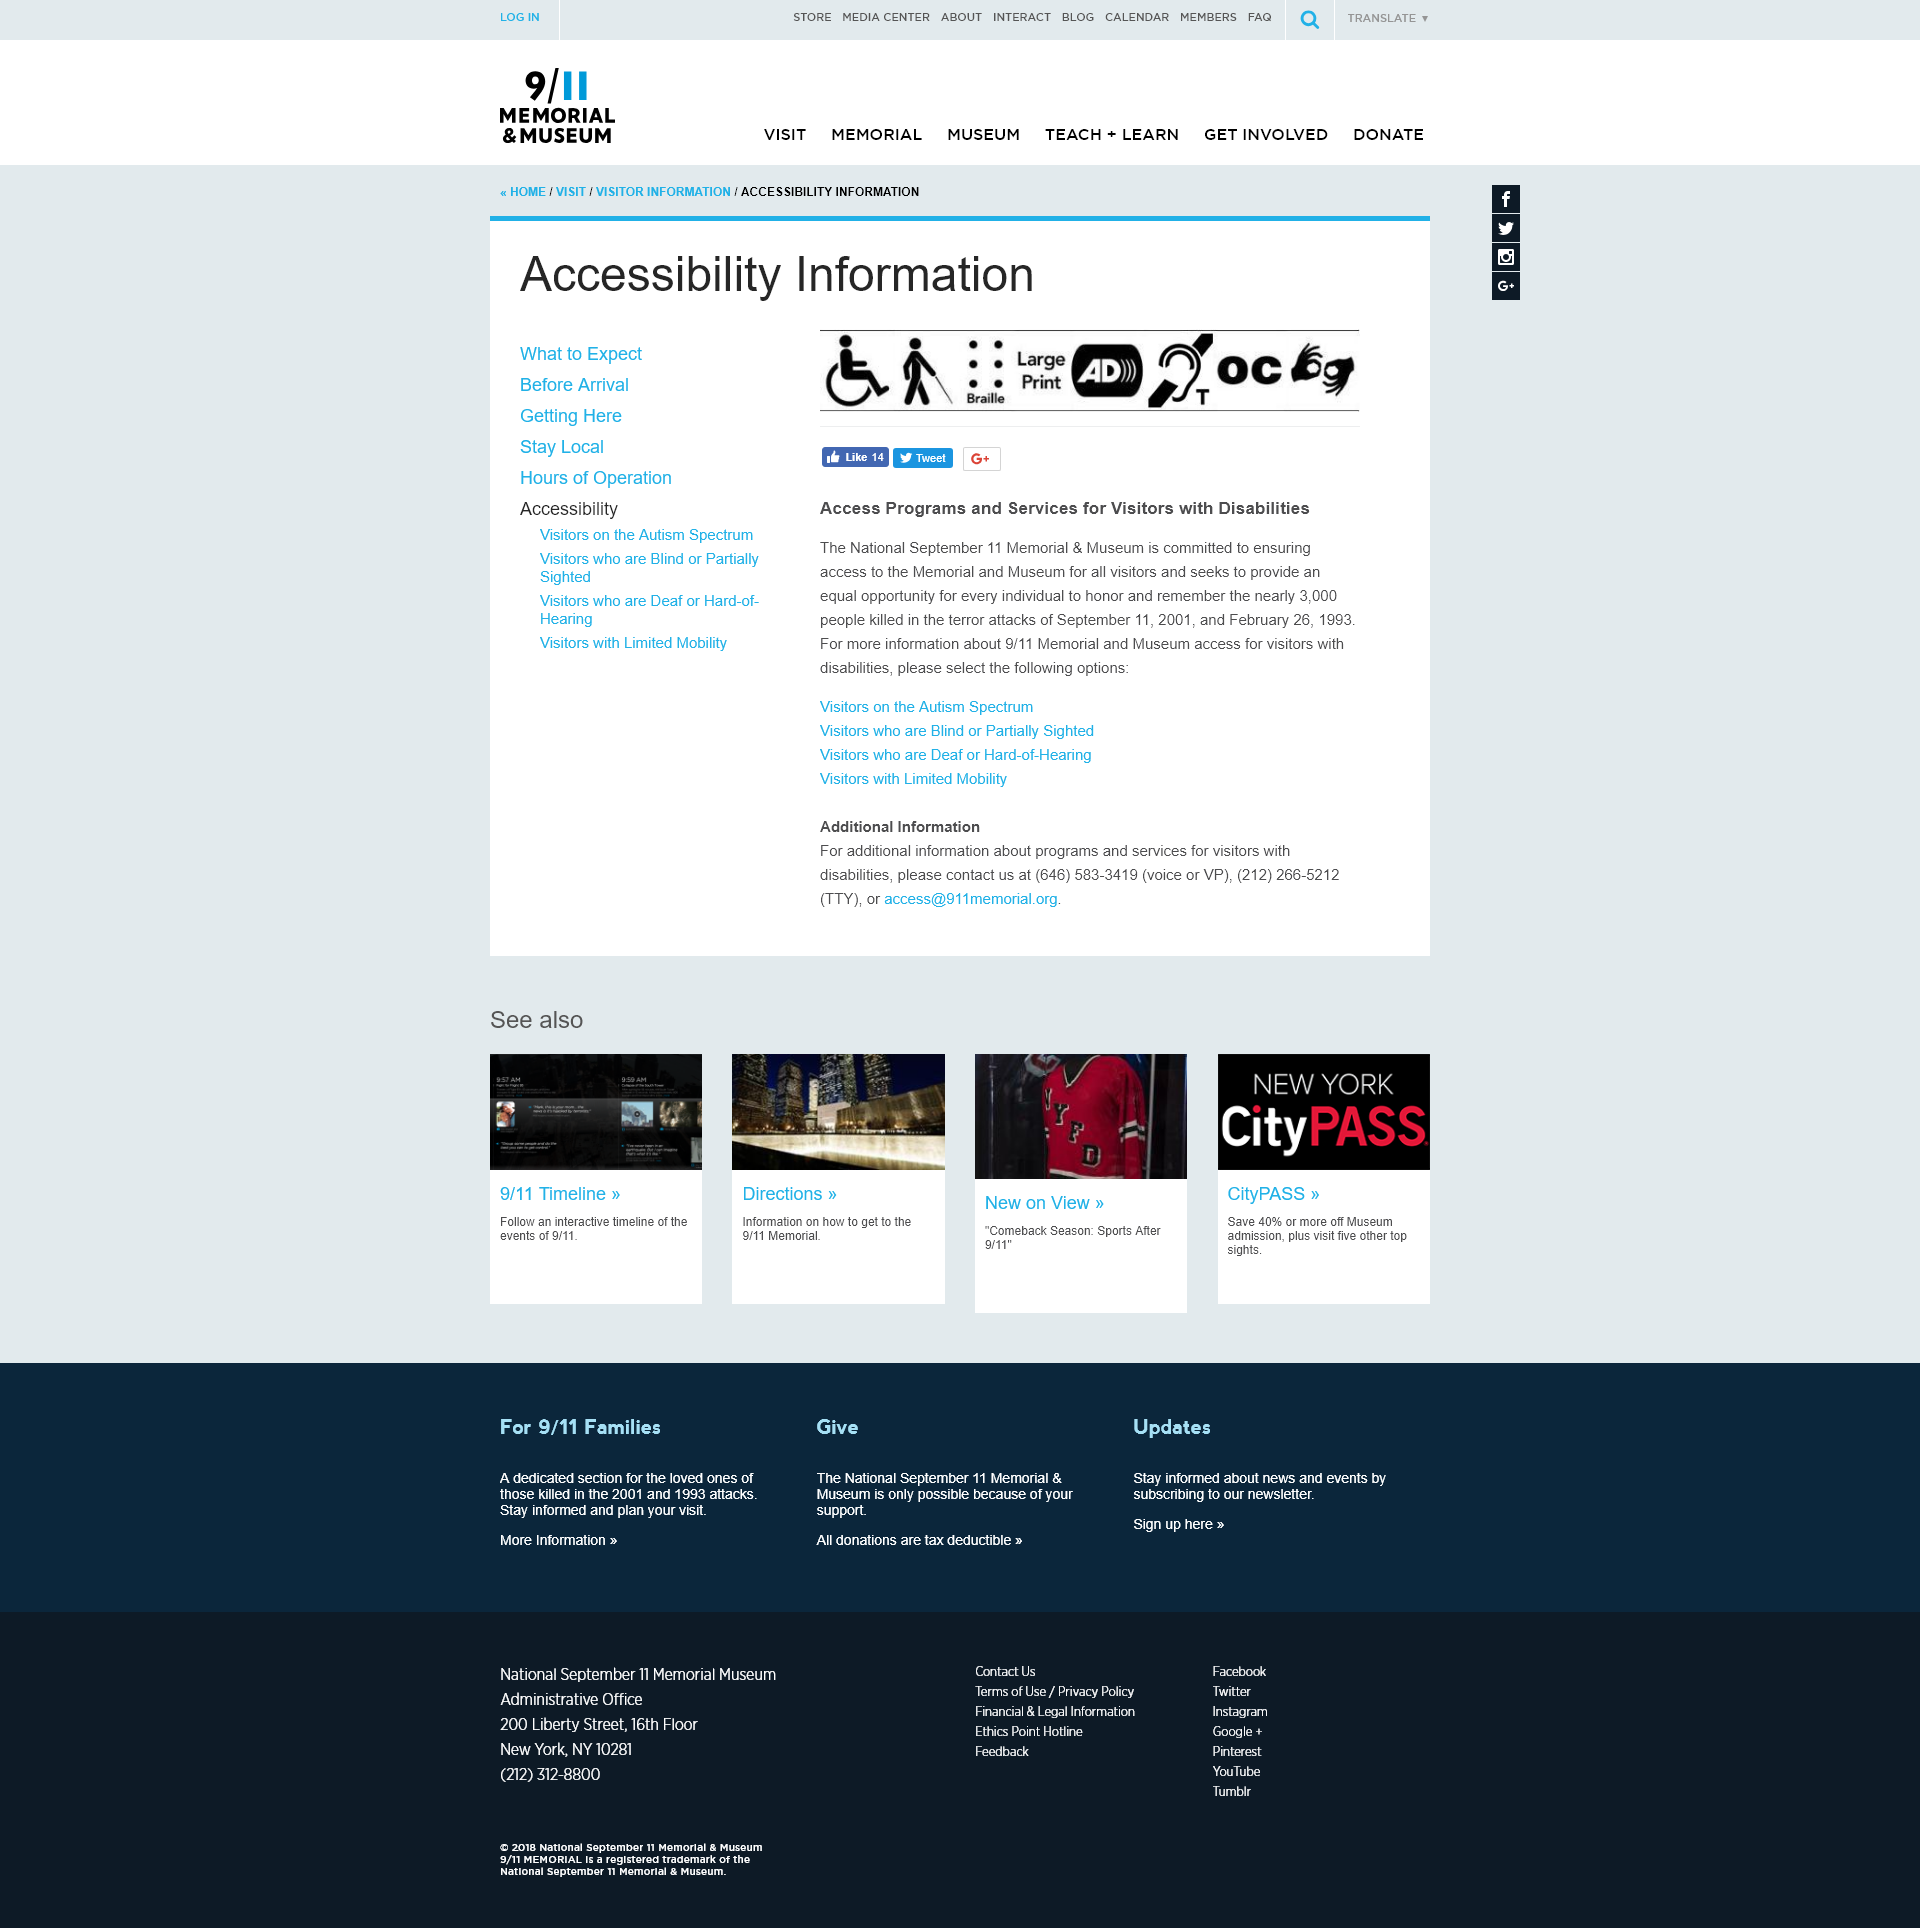 LOG IN
STORE MEDIA CENTER ABOUT INTERACT BLOG CALENDAR MEMBERS FAQ TRANSLATE ▼
9/11
MEMORIAL
& MUSEUM
VISIT MEMORIAL MUSEUM TEACH + LEARN GET INVOLVED DONATE
« HOME / VISIT / VISITOR INFORMATION / ACCESSIBILITY INFORMATION
Accessibility Information
What to Expect
Before Arrival
Getting Here
Stay Local
Hours of Operation
Accessibility
Visitors on the Autism Spectrum
Visitors who are Blind or Partially
Sighted
Visitors who are Deaf or Hard-of-
Hearing
Visitors with Limited Mobility
Braille
Large
Print
AD
T
OC
Like 14
Tweet
G+
Access Programs and Services for Visitors with Disabilities
The National September 11 Memorial & Museum is committed to ensuring
access to the Memorial and Museum for all visitors and seeks to provide an
equal opportunity for every individual to honor and remember the nearly 3,000
people killed in the terror attacks of September 11, 2001, and February 26, 1993.
For more information about 9/11 Memorial and Museum access for visitors with
disabilities, please select the following options:
Visitors on the Autism Spectrum
Visitors who are Blind or Partially Sighted
Visitors who are Deaf or Hard-of-Hearing
Visitors with Limited Mobility
Additional Information
For additional information about programs and services for visitors with
disabilities, please contact us at (646) 583-3419 (voice or VP), (212) 266-5212
(TTY), or access@911memorial.org.
See also
9:57 AM
9:59 AM
9/11 Timeline »
Follow an interactive timeline of the
events of 9/11.
Directions »
Information on how to get to the
9/11 Memorial.
NYFD
New on View »
"Comeback Season: Sports After
9/11"
NEW YORK
CityPASS
CityPASS »
Save 40% or more off Museum
admission, plus visit five other top
sights.
For 9/11 Families
A dedicated section for the loved ones of
those killed in the 2001 and 1993 attacks.
Stay informed and plan your visit.
More Information »
Give
The National September 11 Memorial &
Museum is only possible because of your
support.
All donations are tax deductible »
Updates
Stay informed about news and events by
subscribing to our newsletter.
Sign up here »
National September 11 Memorial Museum
Administrative Office
200 Liberty Street, 16th Floor
New York, NY 10281
(212) 312-8800
Contact Us
Terms of Use / Privacy Policy
Financial & Legal Information
Ethics Point Hotline
Feedback
Facebook
Twitter
Instagram
Google +
Pinterest
YouTube
Tumblr
© 2018 National September 11 Memorial & Museum
9/11 MEMORIAL is a registered trademark of the
National September 11 Memorial & Museum.